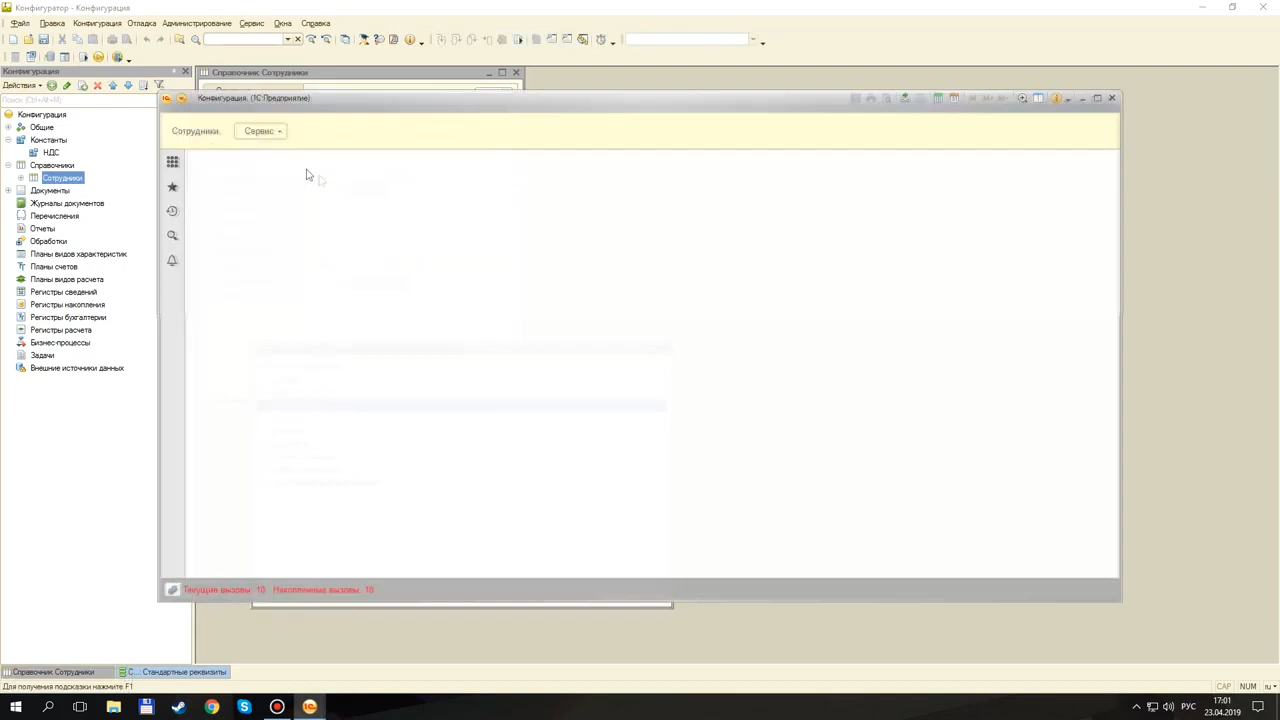 Конфигуратор - Конфигурация
Файл Правка Конфигурация Отладка Администрирование Сервис Окна Справка
Конфигурация
Справочник Сотрудники
Действия
Поиск (Ctrl+Alt+M)
Конфигурация (1С:Предприятие)
Конфигурация
Общие
Сотрудники
Сервис
Константы
НДС
Справочники
Сотрудники
Документы
Журналы документов
Перечисления
Отчеты
Обработки
Планы видов характеристик
Планы счетов
Планы видов расчета
Регистры сведений
Регистры накопления
Регистры бухгалтерии
Регистры расчета
Бизнес-процессы
Задачи
Внешние источники данных
Текущие вызовы: 10 Накопленные вызовы: 10
Справочник Сотрудники
С...: Стандартные реквизиты
Для получения подсказки нажмите F1
CAP NUM ru
РУС
17:01
23.04.2019